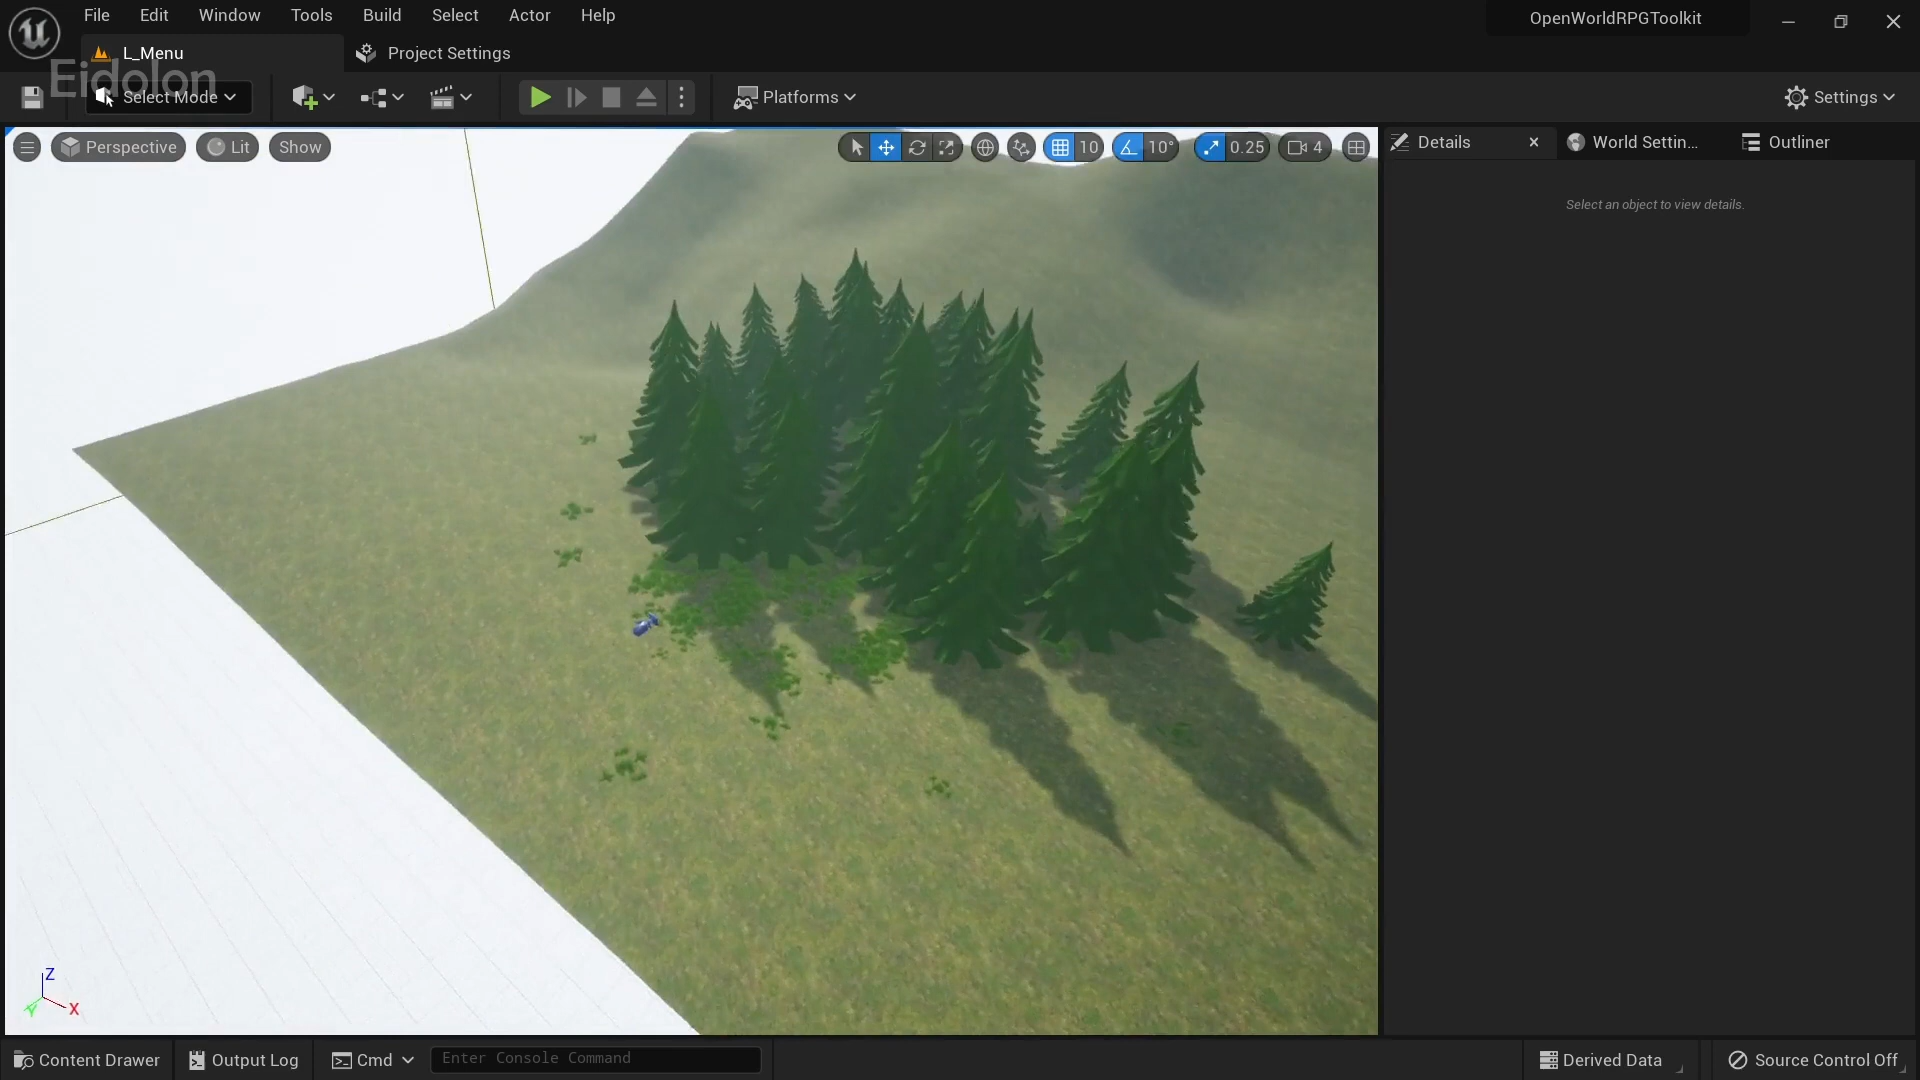 File Edit Window Tools Build Select Actor Help
OpenWorldRPGToolkit
L_Menu
Project Settings
Eidolon
Select Mode
Platforms
Settings
Perspective
Lit
Show
10
10°
0.25
4
Details
World Settin...
Outliner
Select an object to view details.
Z
Y
X
Content Drawer
Output Log
Cmd
Enter Console Command
Derived Data
Source Control Off